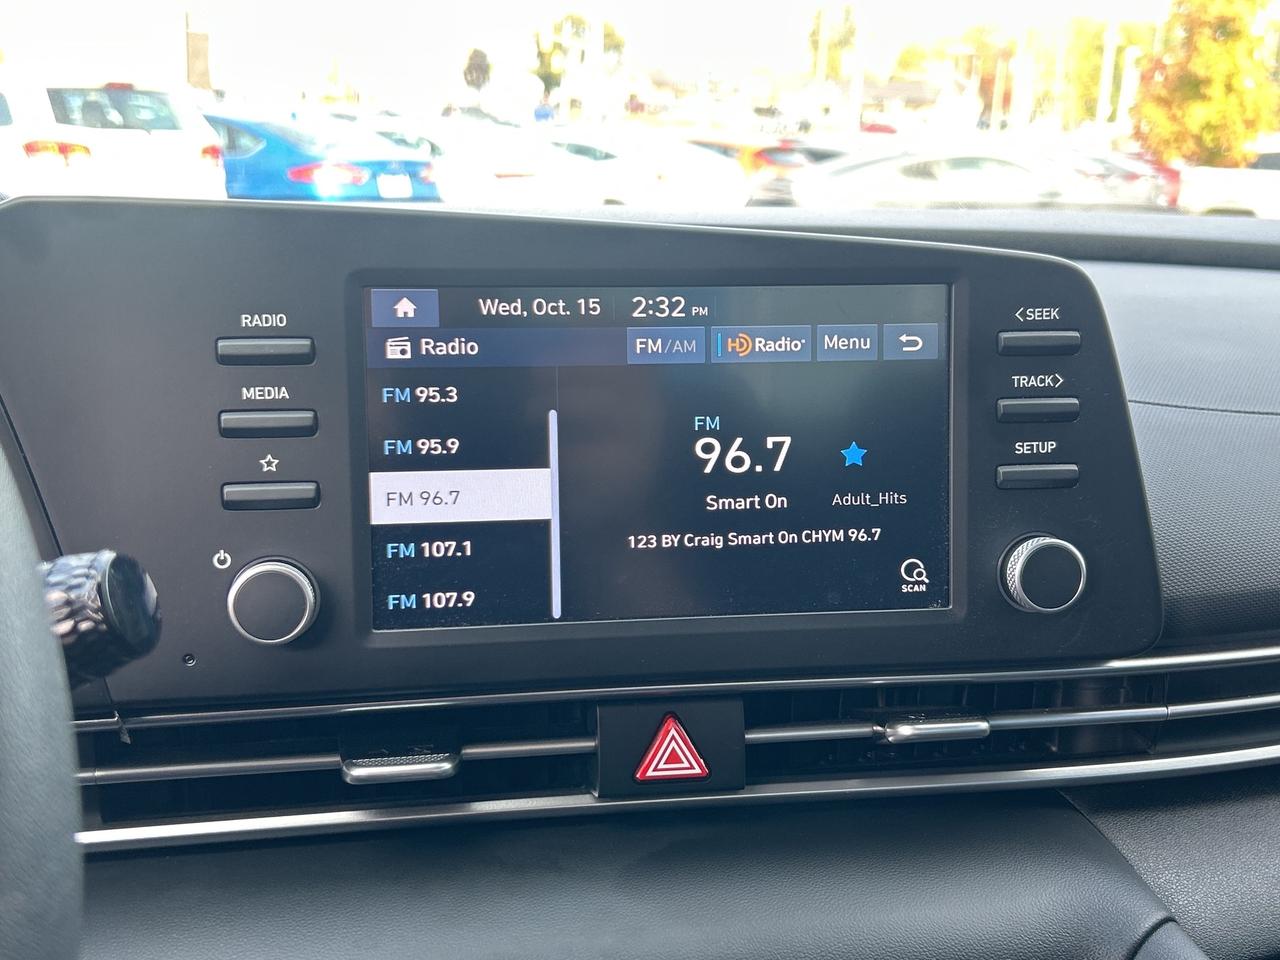 RADIO
MEDIA
Wed, Oct. 15 2:32 PM
Radio FM/AM HD Radio Menu
FM 95.3
FM 95.9
FM 96.7
FM 107.1
FM 107.9
FM
96.7
Smart On Adult_Hits
123 BY Craig Smart On CHYM 96.7
SCAN
<SEEK
TRACK>
SETUP